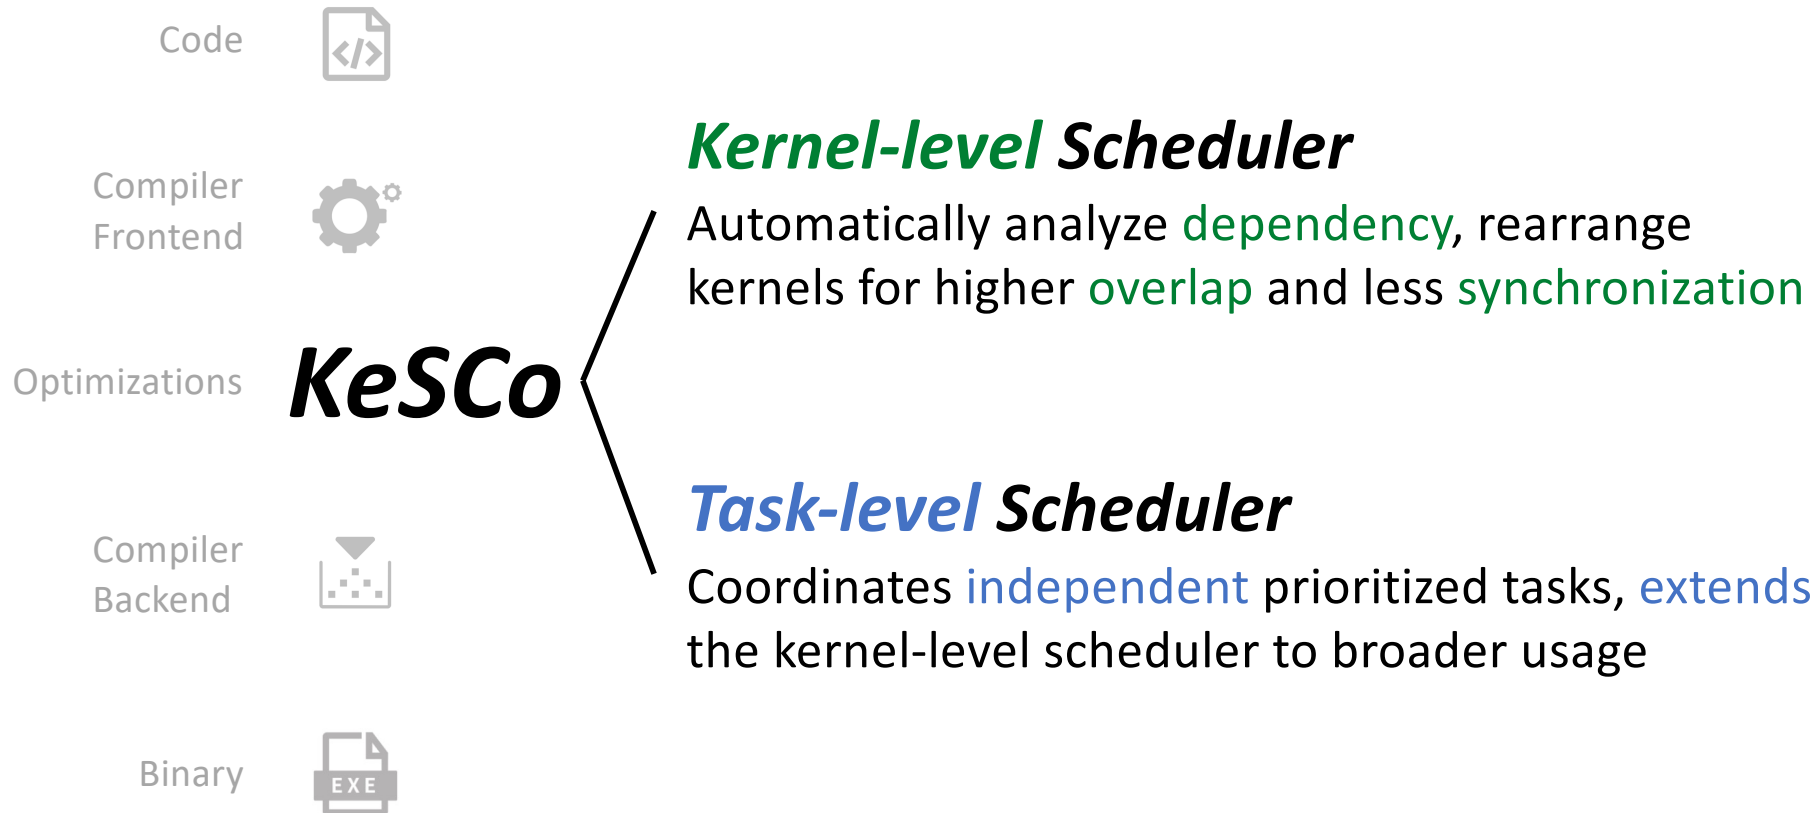 Code
</>
Compiler
Frontend
Optimizations
Compiler
Backend
Binary
EXE
KeSCo
Kernel-level Scheduler
Automatically analyze dependency, rearrange
kernels for higher overlap and less synchronization
Task-level Scheduler
Coordinates independent prioritized tasks, extends
the kernel-level scheduler to broader usage